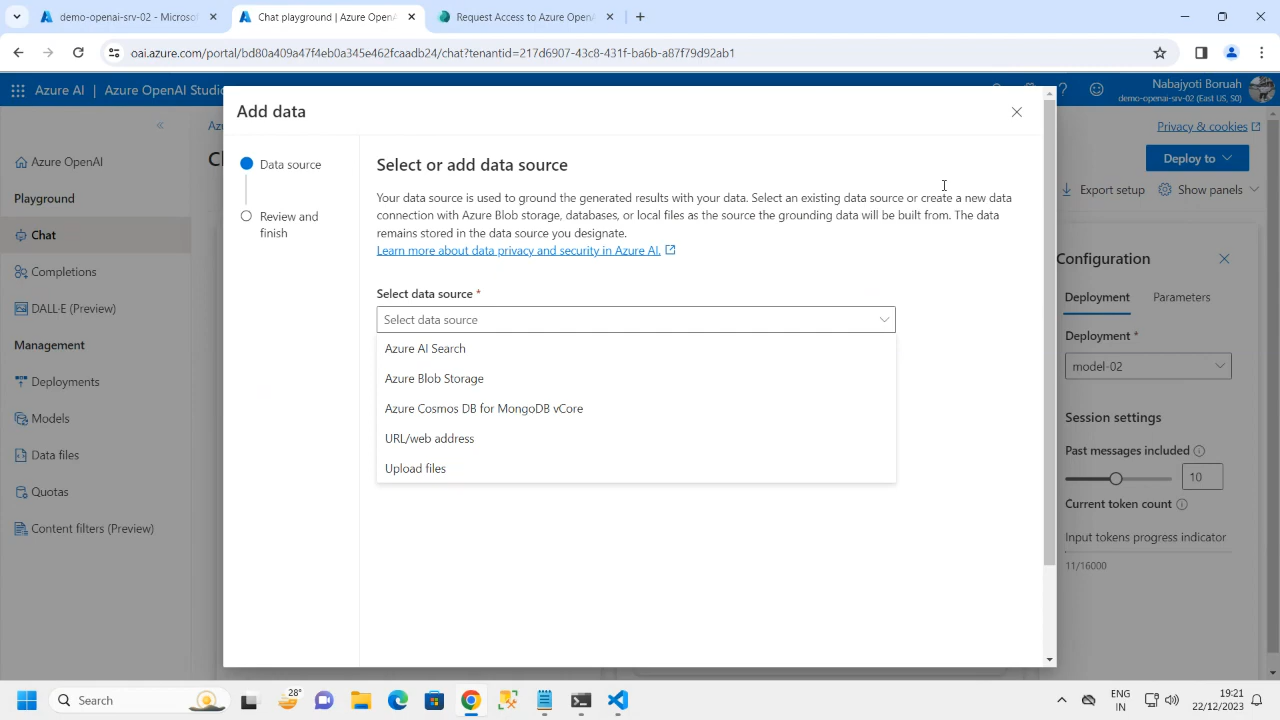 demo-openai-srv-02 - Microsof
Chat playground | Azure OpenA
Request Access to Azure OpenA
oai.azure.com/portal/bd80a409a47f4eb0a345e462fcaadb24/chat?tenantid=217d6907-43c8-431f-ba6b-a87f79d92ab1
Azure AI | Azure OpenAI Studio
Nabajyoti Boruah
demo-openai-srv-02 (East US, S0)
Privacy & cookies
Deploy to
Export setup
Show panels
Azure OpenAI
Playground
Chat
Completions
DALL·E (Preview)
Management
Deployments
Models
Data files
Quotas
Content filters (Preview)
Add data
Data source
Review and
finish
Select or add data source
Your data source is used to ground the generated results with your data. Select an existing data source or create a new data
connection with Azure Blob storage, databases, or local files as the source the grounding data will be built from. The data
remains stored in the data source you designate.
Learn more about data privacy and security in Azure AI.
Select data source *
Select data source
Azure AI Search
Azure Blob Storage
Azure Cosmos DB for MongoDB vCore
URL/web address
Upload files
Configuration
Deployment
Parameters
Deployment *
model-02
Session settings
Past messages included
10
Current token count
Input tokens progress indicator
11/16000
Search
28°
ENG
IN
19:21
22/12/2023